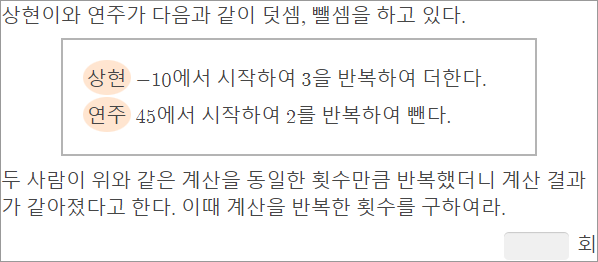 상현이와 연주가 다음과 같이 덧셈, 뺄셈을 하고 있다.
상현 −10에서 시작하여 3을 반복하여 더한다.
연주 45에서 시작하여 2를 반복하여 뺀다.
두 사람이 위와 같은 계산을 동일한 횟수만큼 반복했더니 계산 결과
가 같아졌다고 한다. 이때 계산을 반복한 횟수를 구하여라.
회